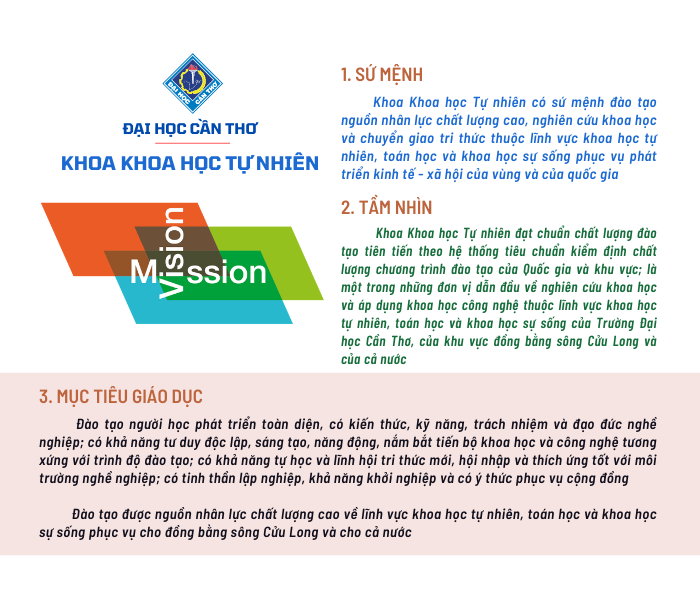 ĐẠI HỌC CẦN THƠ
ĐẠI HỌC CẦN THƠ
KHOA KHOA HỌC TỰ NHIÊN
Vision
Mission
1. SỨ MỆNH
Khoa Khoa học Tự nhiên có sứ mệnh đào tạo
nguồn nhân lực chất lượng cao, nghiên cứu khoa học
và chuyển giao tri thức thuộc lĩnh vực khoa học tự
nhiên, toán học và khoa học sự sống phục vụ phát
triển kinh tế - xã hội của vùng và của quốc gia
2. TẦM NHÌN
Khoa Khoa học Tự nhiên đạt chuẩn chất lượng đào
tạo tiên tiến theo hệ thống tiêu chuẩn kiểm định chất
lượng chương trình đào tạo của Quốc gia và khu vực; là
một trong những đơn vị dẫn đầu về nghiên cứu khoa học
và áp dụng khoa học công nghệ thuộc lĩnh vực khoa học
tự nhiên, toán học và khoa học sự sống của Trường Đại
học Cần Thơ, của khu vực đồng bằng sông Cửu Long và
của cả nước
3. MỤC TIÊU GIÁO DỤC
Đào tạo người học phát triển toàn diện, có kiến thức, kỹ năng, trách nhiệm và đạo đức nghề
nghiệp; có khả năng tư duy độc lập, sáng tạo, năng động, nắm bắt tiến bộ khoa học và công nghệ tương
xứng với trình độ đào tạo; có khả năng tự học và lĩnh hội tri thức mới, hội nhập và thích ứng tốt với môi
trường nghề nghiệp; có tinh thần lập nghiệp, khả năng khởi nghiệp và có ý thức phục vụ cộng đồng
Đào tạo được nguồn nhân lực chất lượng cao về lĩnh vực khoa học tự nhiên, toán học và khoa học
sự sống phục vụ cho đồng bằng sông Cửu Long và cho cả nước